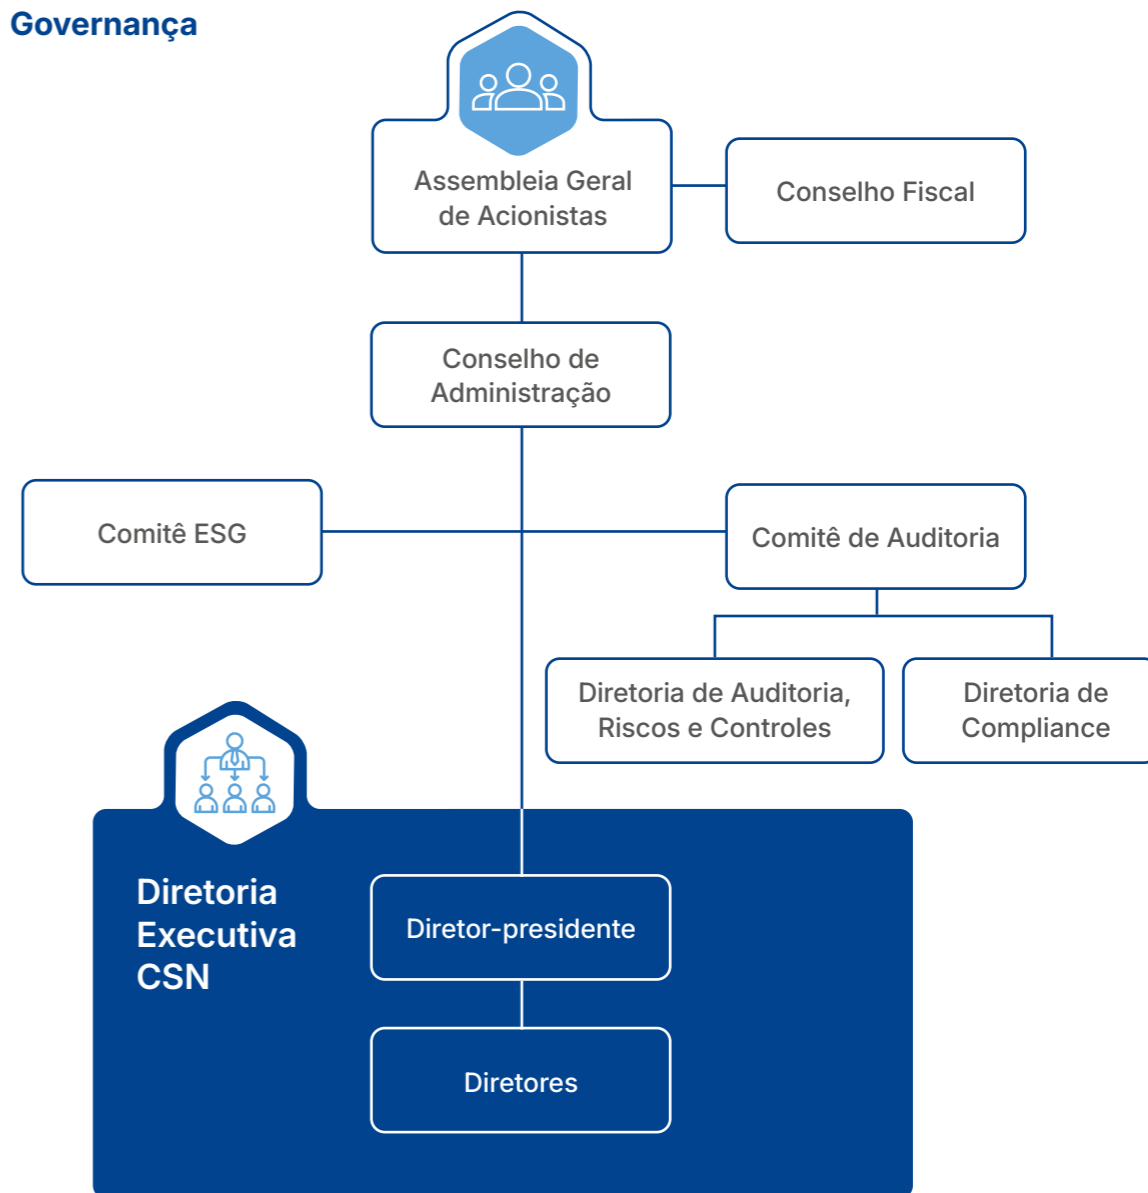 Governança
Assembleia Geral
de Acionistas
Conselho Fiscal
Conselho de
Administração
Comitê ESG
Comitê de Auditoria
Diretoria de Auditoria,
Riscos e Controles
Diretoria de
Compliance
Diretoria
Executiva
CSN
Diretor-presidente
Diretores